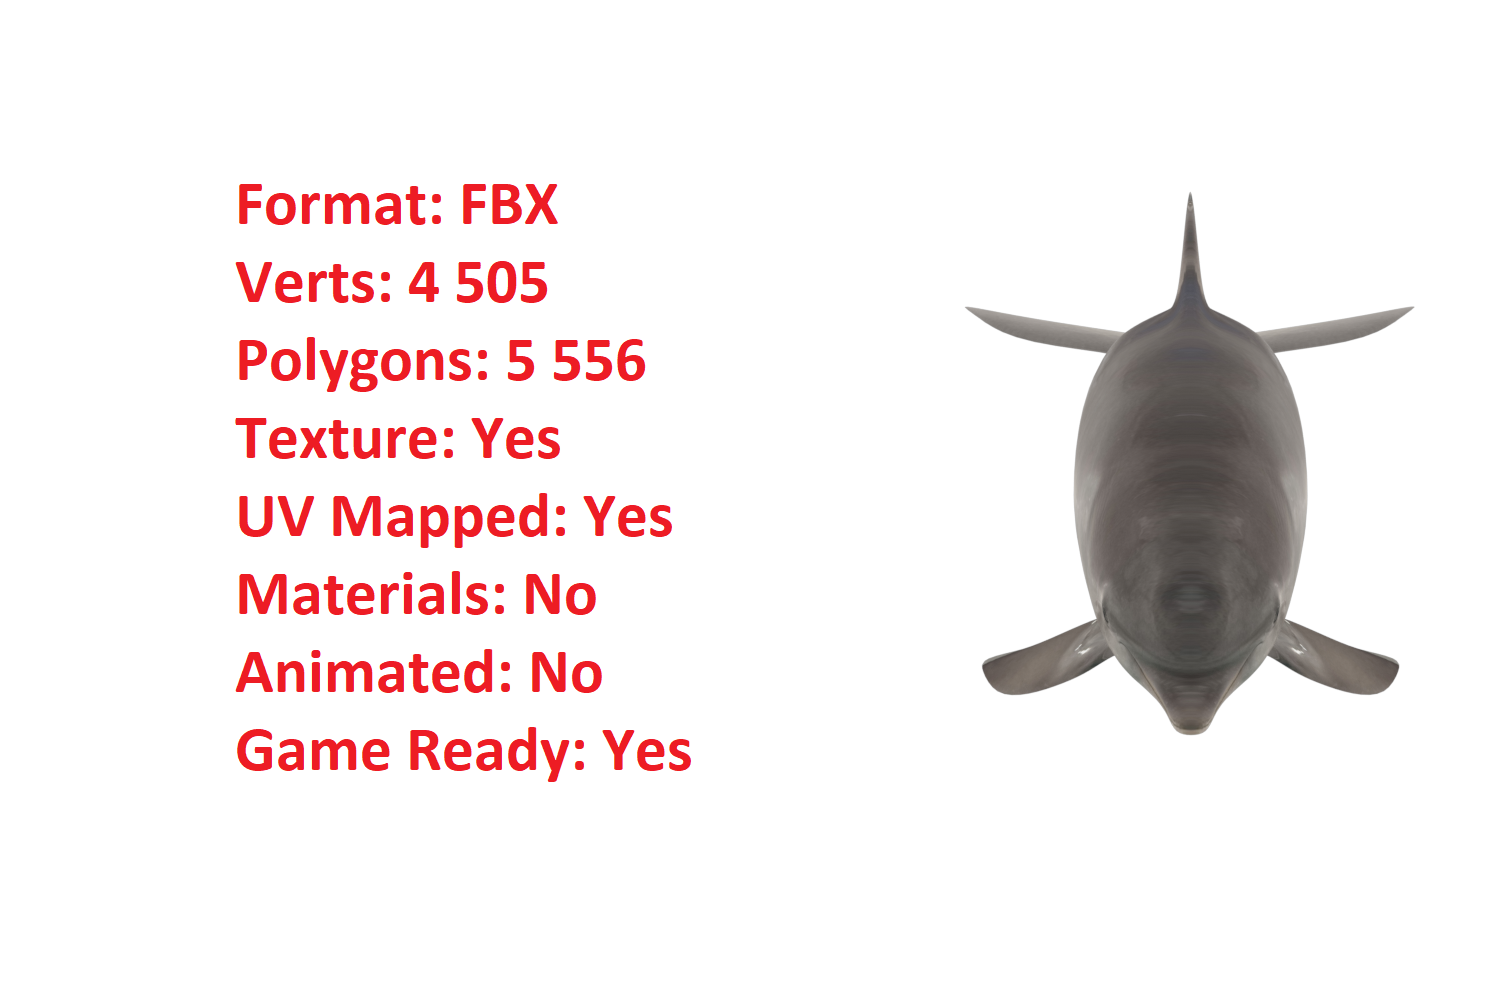 Format: FBX
Verts: 4 505
Polygons: 5 556
Texture: Yes
UV Mapped: Yes
Materials: No
Animated: No
Game Ready: Yes